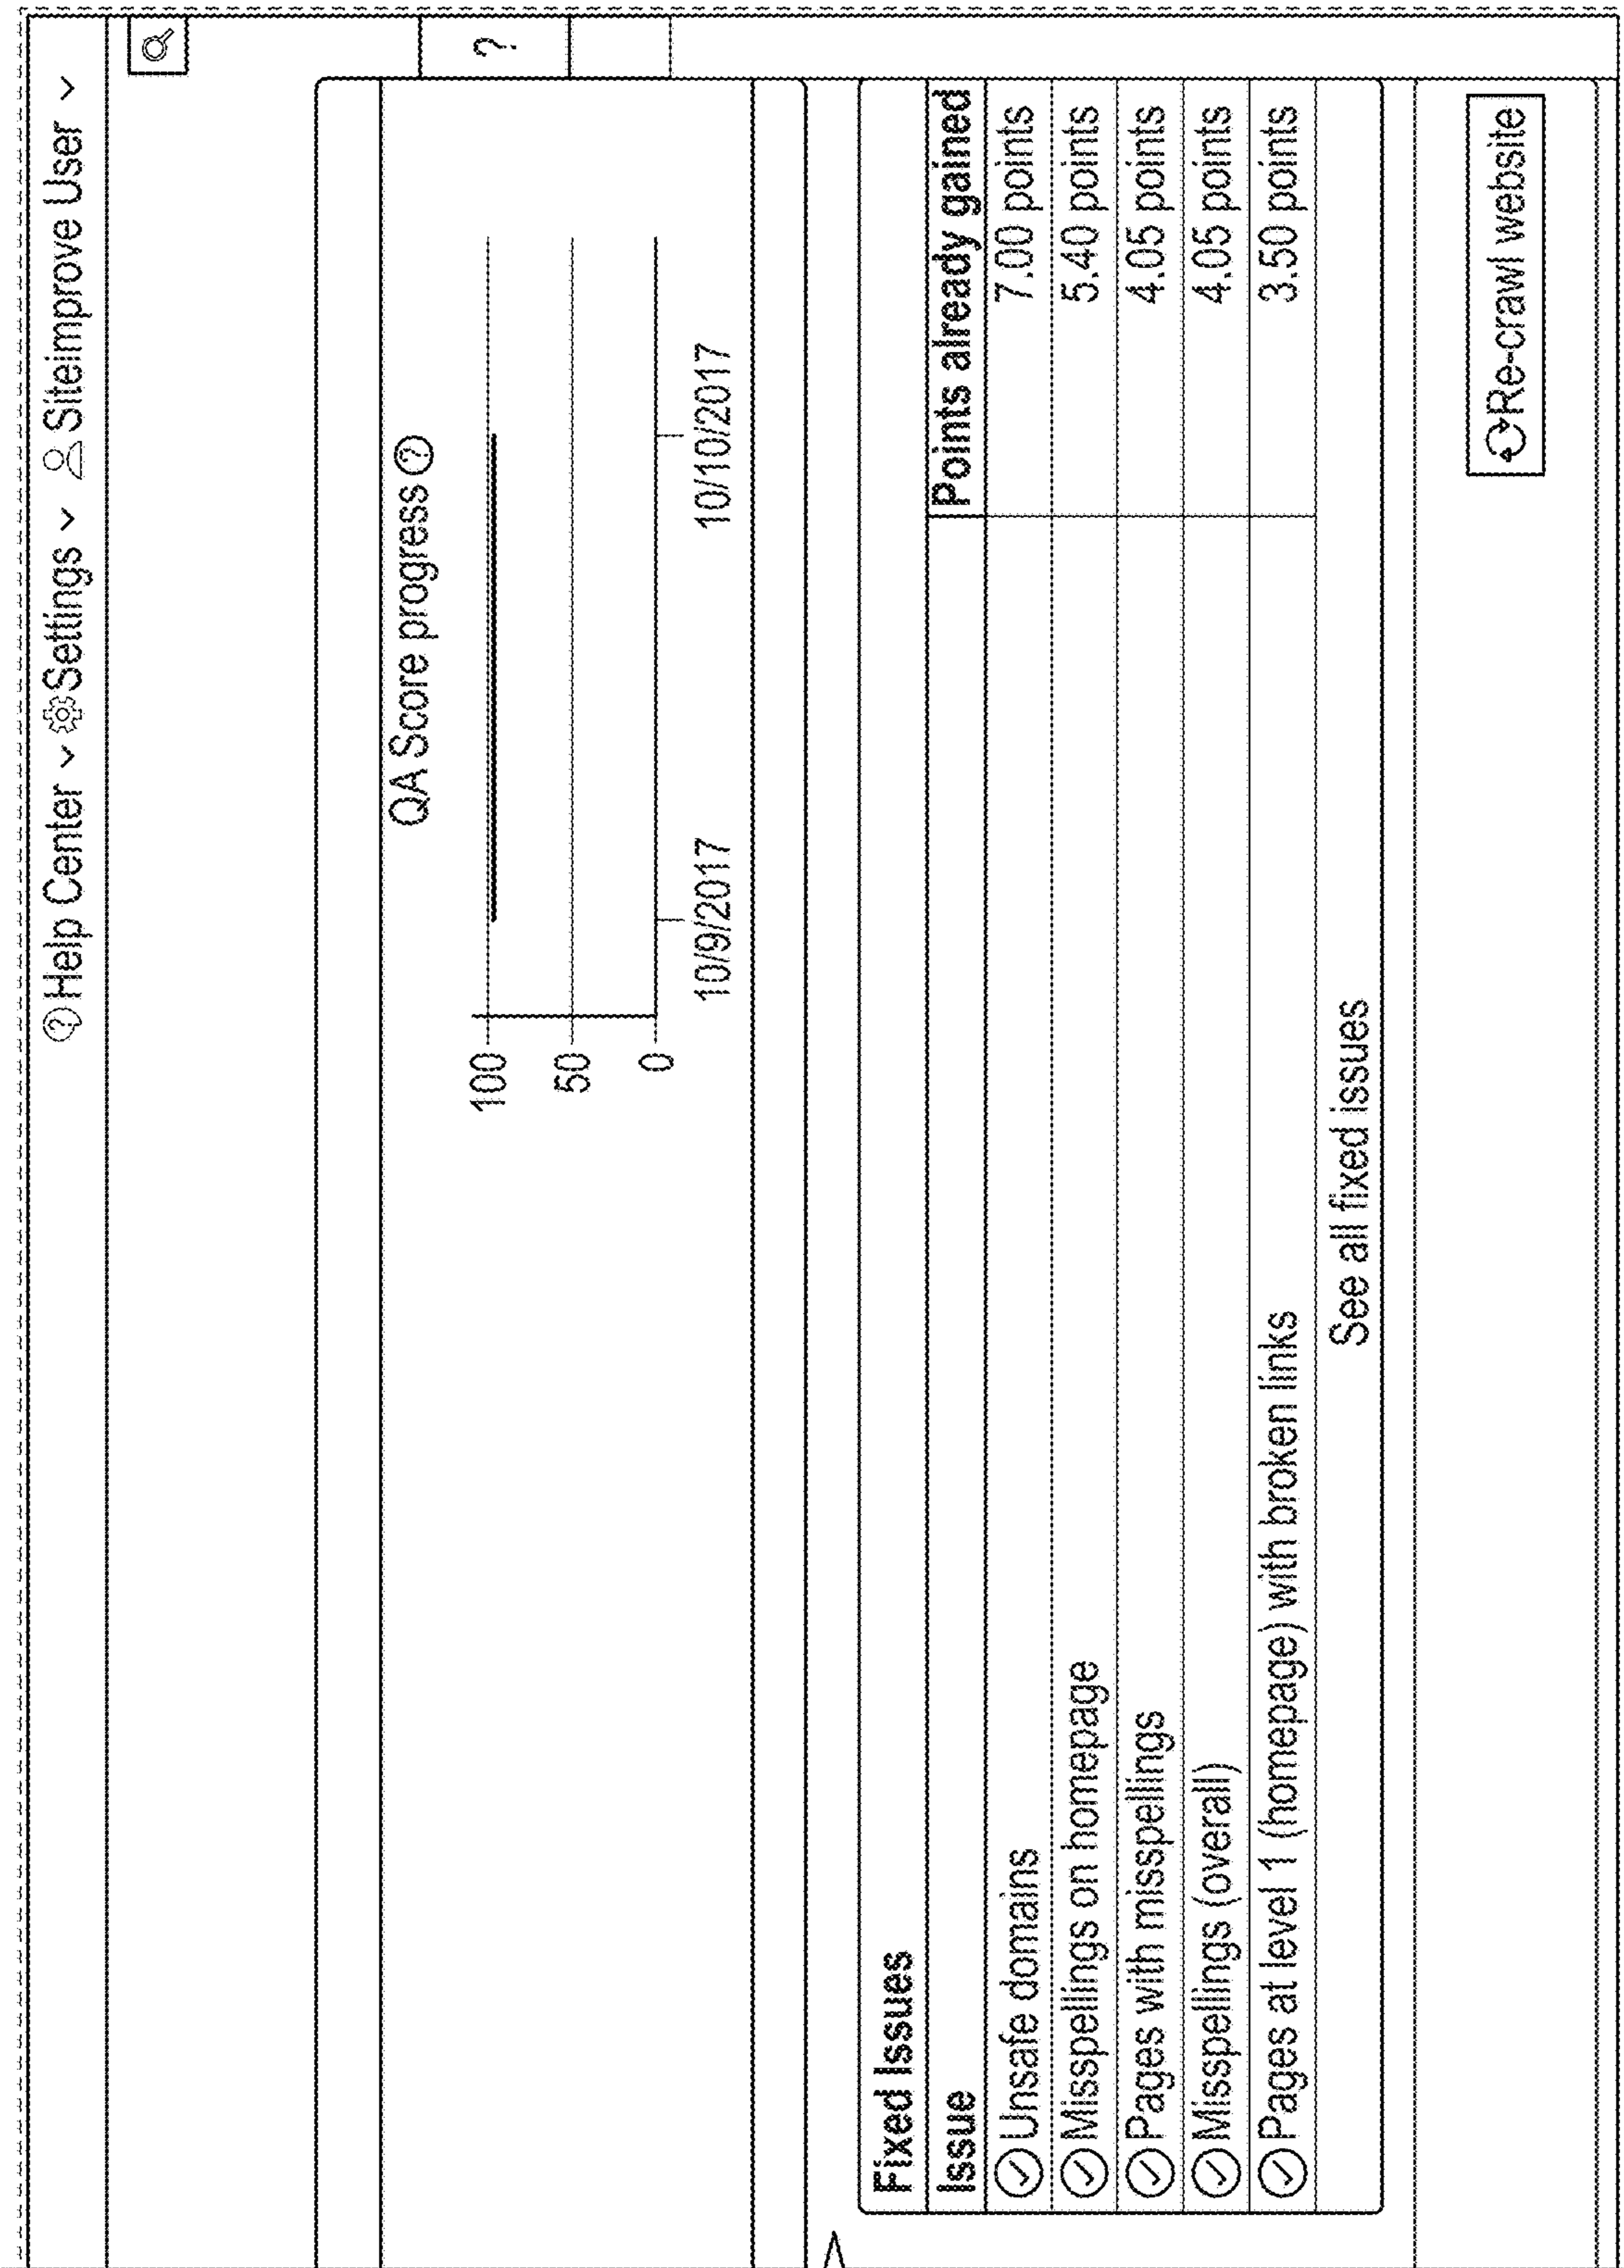 Help Center Settings Siteimprove User
?
QA Score progress ?
100
50
0
10/9/2017 10/10/2017
Fixed Issues
Issue Points already gained
Unsafe domains 7.00 points
Misspellings on homepage 5.40 points
Pages with misspellings 4.05 points
Misspellings (overall) 4.05 points
Pages at level 1 (homepage) with broken links 3.50 points
See all fixed issues
Re-crawl website